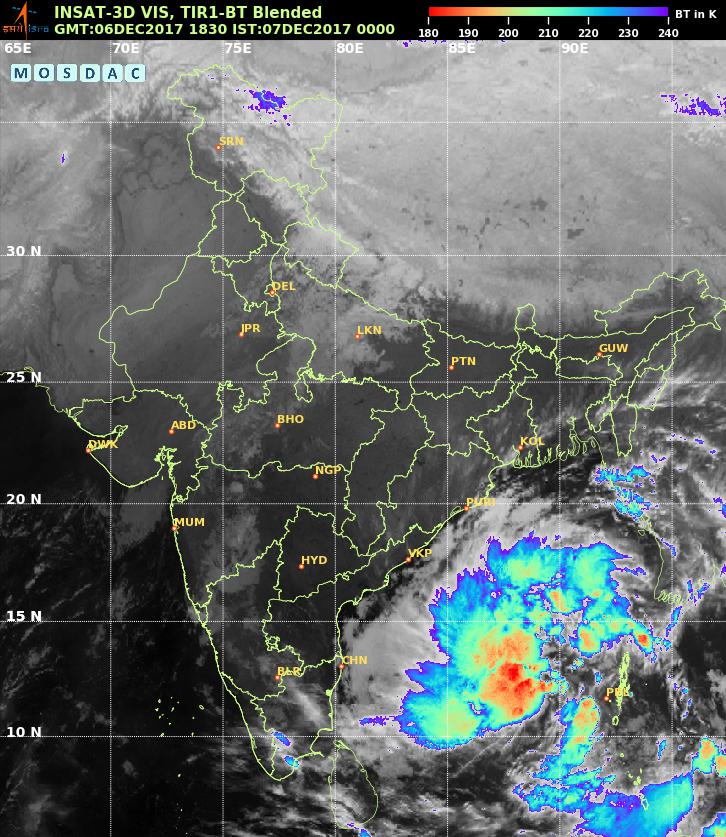 INSAT-3D VIS, TIR1-BT Blended
GMT:06DEC2017 1830 IST:07DEC2017 0000
BT in K
180 190 200 210 220 230 240
65E 70E 75E 80E 85E 90E
MOSDAC
SRN
30 N
DEL
JPR LKN
GUW
PTN
25 N
ABD BHO
DWK KOL
NGP
20 N PURI
MUM
VKP
HYD
15 N
CHN
BLR
PBL
10 N